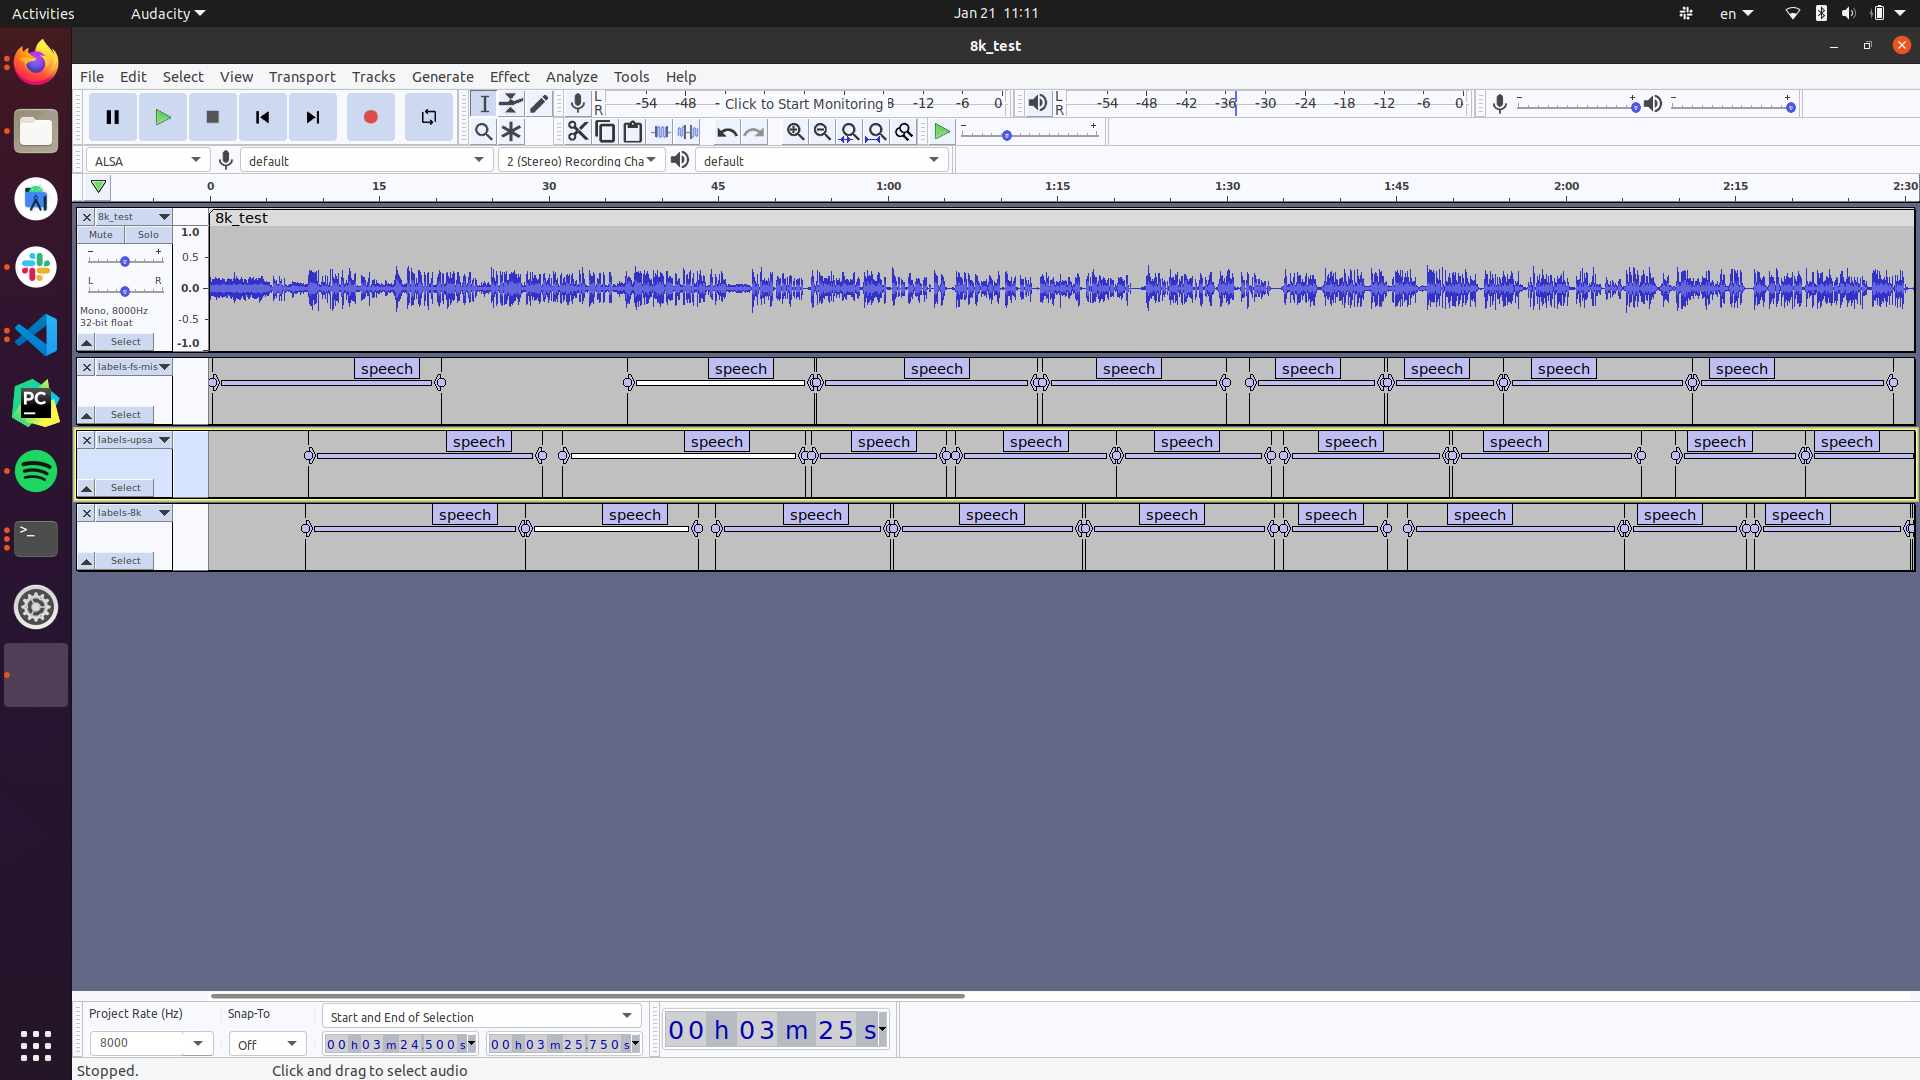 Activities Audacity Jan 21 11:11 en
8k_test
File Edit Select View Transport Tracks Generate Effect Analyze Tools Help
L R -54 -48 - Click to Start Monitoring 8 -12 -6 0 L R -54 -48 -42 -36 -30 -24 -18 -12 -6 0
ALSA default 2 (Stereo) Recording Cha default
0 15 30 45 1:00 1:15 1:30 1:45 2:00 2:15 2:30
8k_test 8k_test
Mute Solo
- +
L R
Mono, 8000Hz
32-bit float
Select
1.0
0.5
0.0
-0.5
-1.0
labels-fs-mis speech speech speech speech speech speech speech speech
Select
labels-upsa speech speech speech speech speech speech speech speech speech
Select
labels-8k speech speech speech speech speech speech speech speech speech
Select
PC
>_
Project Rate (Hz) Snap-To Start and End of Selection
8000 Off 00 h 03 m 24.500 s 00 h 03 m 25.750 s 00 h 03 m 25 s
Stopped. Click and drag to select audio